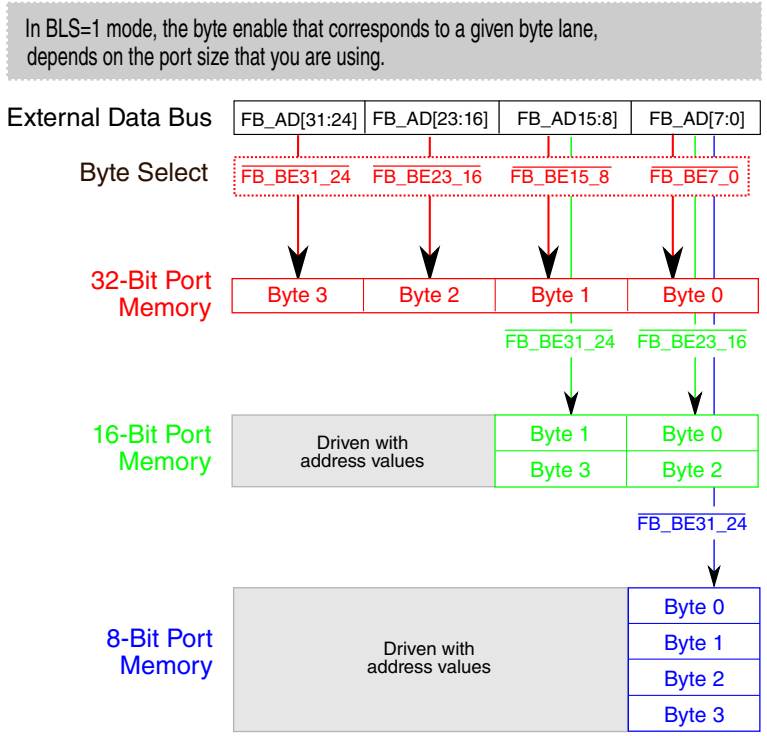 In BLS=1 mode, the byte enable that corresponds to a given byte lane,
depends on the port size that you are using.
External Data Bus FB_AD[31:24] FB_AD[23:16] FB_AD15:8] FB_AD[7:0]
Byte Select FB_BE31_24 FB_BE23_16 FB_BE15_8 FB_BE7_0
32-Bit Port
Memory
Byte 3 Byte 2 Byte 1 Byte 0
FB_BE31_24 FB_BE23_16
16-Bit Port
Memory
Driven with
address values
Byte 1 Byte 0
Byte 3 Byte 2
FB_BE31_24
8-Bit Port
Memory
Driven with
address values
Byte 0
Byte 1
Byte 2
Byte 3